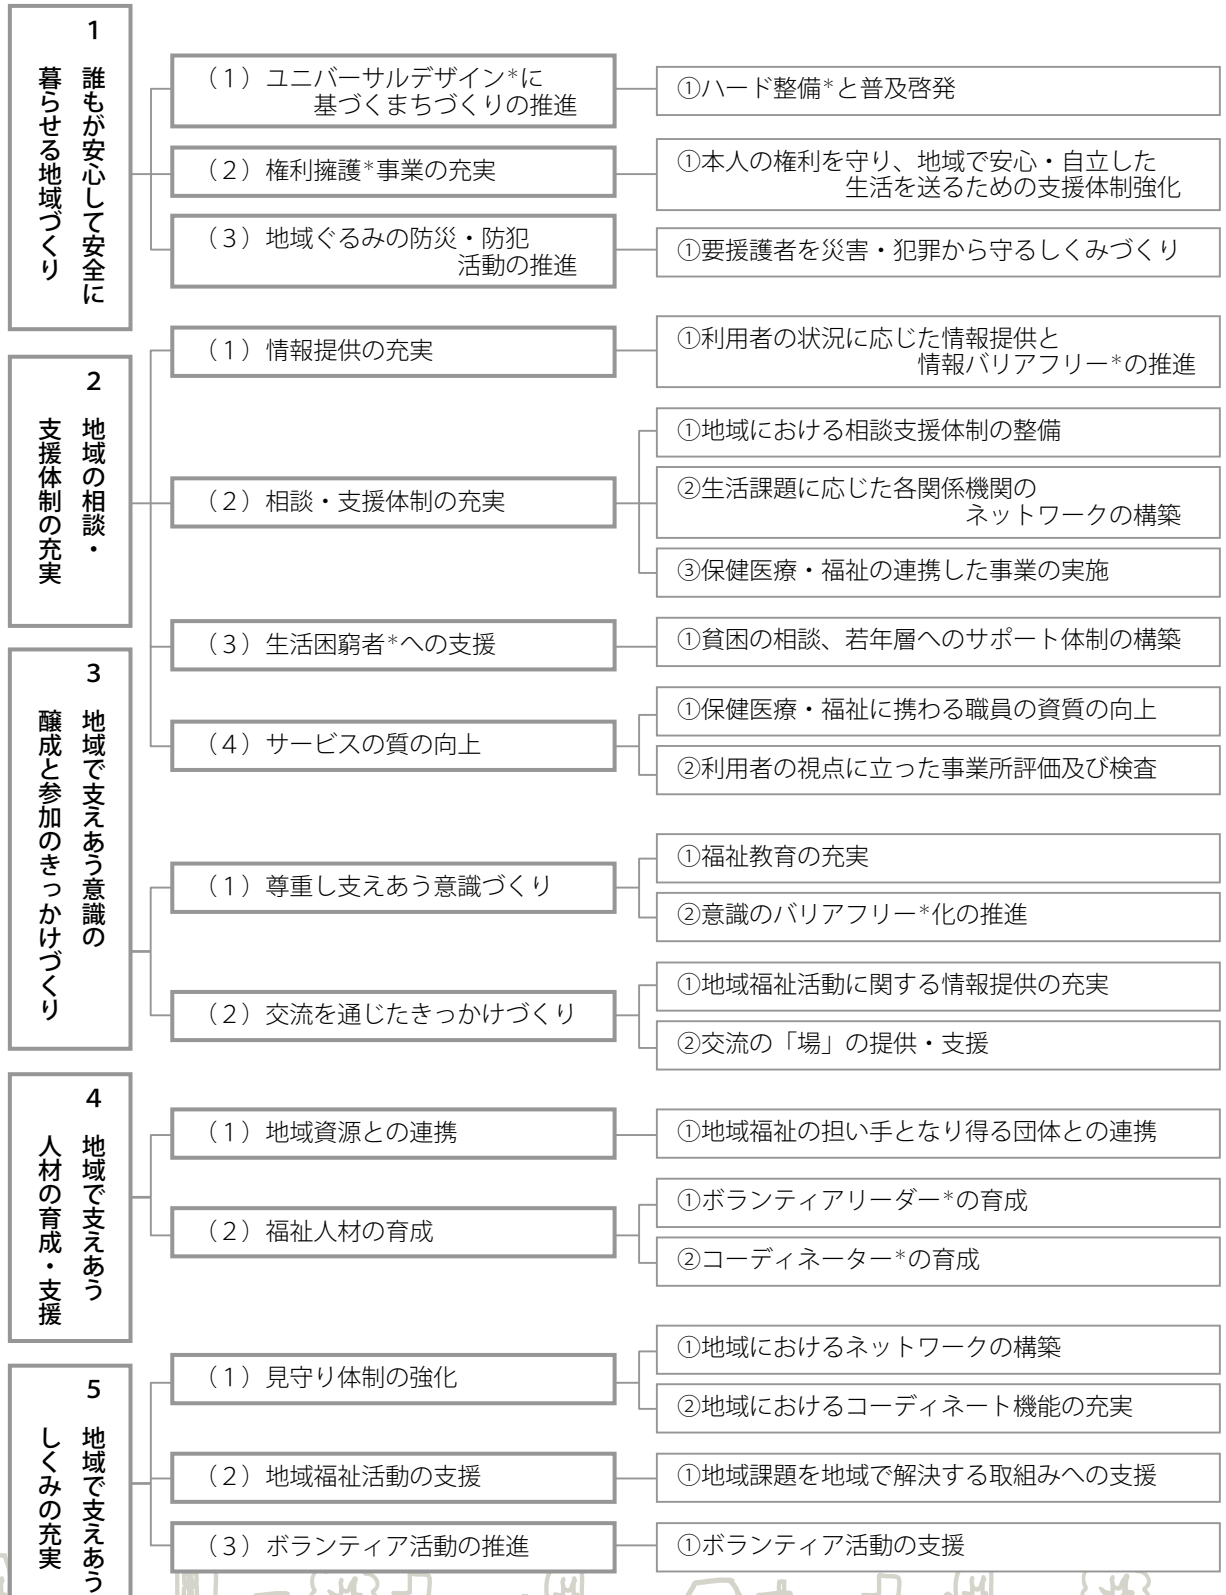 1
誰もが安心して安全に
暮らせる地域づくり
（1）ユニバーサルデザイン*に
基づくまちづくりの推進
①ハード整備*と普及啓発
（2）権利擁護*事業の充実
①本人の権利を守り、地域で安心・自立した
生活を送るための支援体制強化
（3）地域ぐるみの防災・防犯
活動の推進
①要援護者を災害・犯罪から守るしくみづくり
2
地域の相談・
支援体制の充実
（1）情報提供の充実
①利用者の状況に応じた情報提供と
情報バリアフリー*の推進
（2）相談・支援体制の充実
①地域における相談支援体制の整備
②生活課題に応じた各関係機関の
ネットワークの構築
③保健医療・福祉の連携した事業の実施
（3）生活困窮者*への支援
①貧困の相談、若年層へのサポート体制の構築
（4）サービスの質の向上
①保健医療・福祉に携わる職員の資質の向上
②利用者の視点に立った事業所評価及び検査
3
地域で支えあう意識の
醸成と参加のきっかけづくり
（1）尊重し支えあう意識づくり
①福祉教育の充実
②意識のバリアフリー*化の推進
（2）交流を通じたきっかけづくり
①地域福祉活動に関する情報提供の充実
②交流の「場」の提供・支援
4
地域で支えあう
人材の育成・支援
（1）地域資源との連携
①地域福祉の担い手となり得る団体との連携
（2）福祉人材の育成
①ボランティアリーダー*の育成
②コーディネーター*の育成
5
地域で支えあう
しくみの充実
（1）見守り体制の強化
①地域におけるネットワークの構築
②地域におけるコーディネート機能の充実
（2）地域福祉活動の支援
①地域課題を地域で解決する取組みへの支援
（3）ボランティア活動の推進
①ボランティア活動の支援